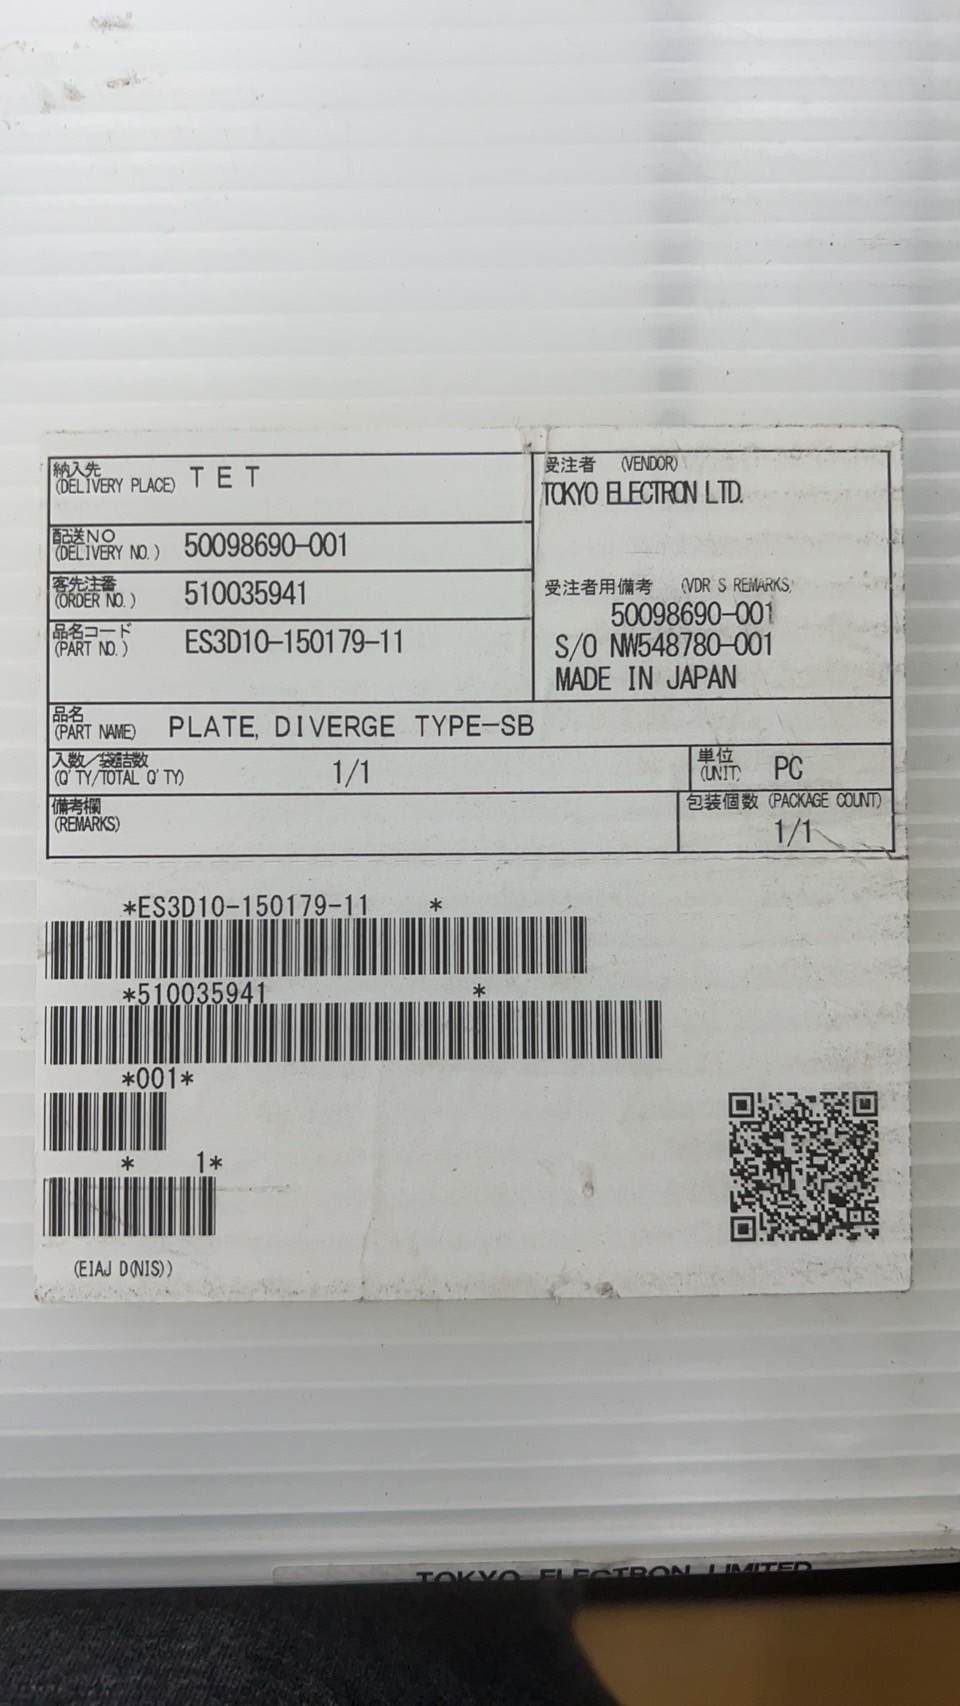 納入先
(DELIVERY PLACE) TET
配送NO
(DELIVERY NO.) 50098690-001
客先注番
(ORDER NO.) 510035941
品名コード
(PART NO.) ES3D10-150179-11
受注者 (VENDOR)
TOKYO ELECTRON LTD.
受注者用備考 (VDR S REMARKS)
50098690-001
S/O NW548780-001
MADE IN JAPAN
品名
(PART NAME) PLATE, DIVERGE TYPE-SB
入数/袋詰数
(Q'TY/TOTAL Q'TY) 1/1
単位
(UNIT) PC
備考欄
(REMARKS)
包装個数 (PACKAGE COUNT)
1/1
*ES3D10-150179-11 *
*510035941 *
*001*
* 1*
(EIAJ D(NIS))
TOKYO ELECTRON LIMITED